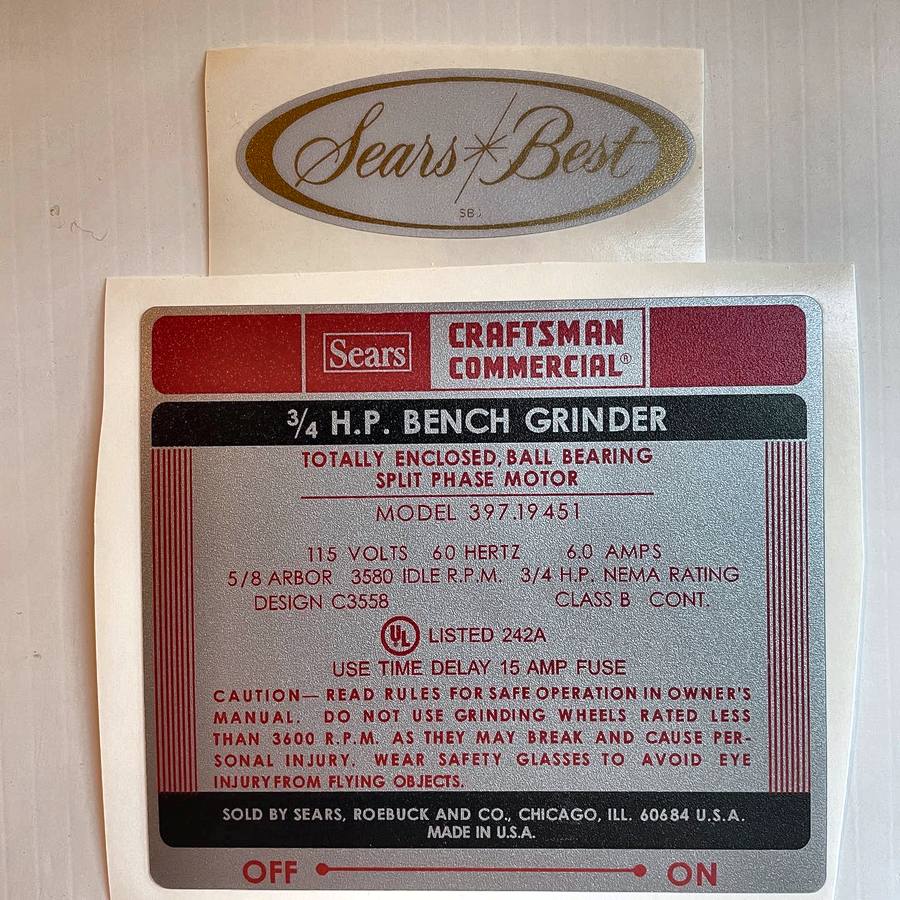 Sears Best
Sears
CRAFTSMAN
COMMERCIAL®
3/4 H.P. BENCH GRINDER
TOTALLY ENCLOSED, BALL BEARING
SPLIT PHASE MOTOR
MODEL 397.19451
115 VOLTS 60 HERTZ 6.0 AMPS
5/8 ARBOR 3580 IDLE R.P.M. 3/4 H.P. NEMA RATING
DESIGN C3558 CLASS B CONT.
UL LISTED 242A
USE TIME DELAY 15 AMP FUSE
CAUTION— READ RULES FOR SAFE OPERATION IN OWNER'S
MANUAL. DO NOT USE GRINDING WHEELS RATED LESS
THAN 3600 R.P.M. AS THEY MAY BREAK AND CAUSE PER-
SONAL INJURY. WEAR SAFETY GLASSES TO AVOID EYE
INJURY FROM FLYING OBJECTS.
SOLD BY SEARS, ROEBUCK AND CO., CHICAGO, ILL. 60684 U.S.A.
MADE IN U.S.A.
OFF ON